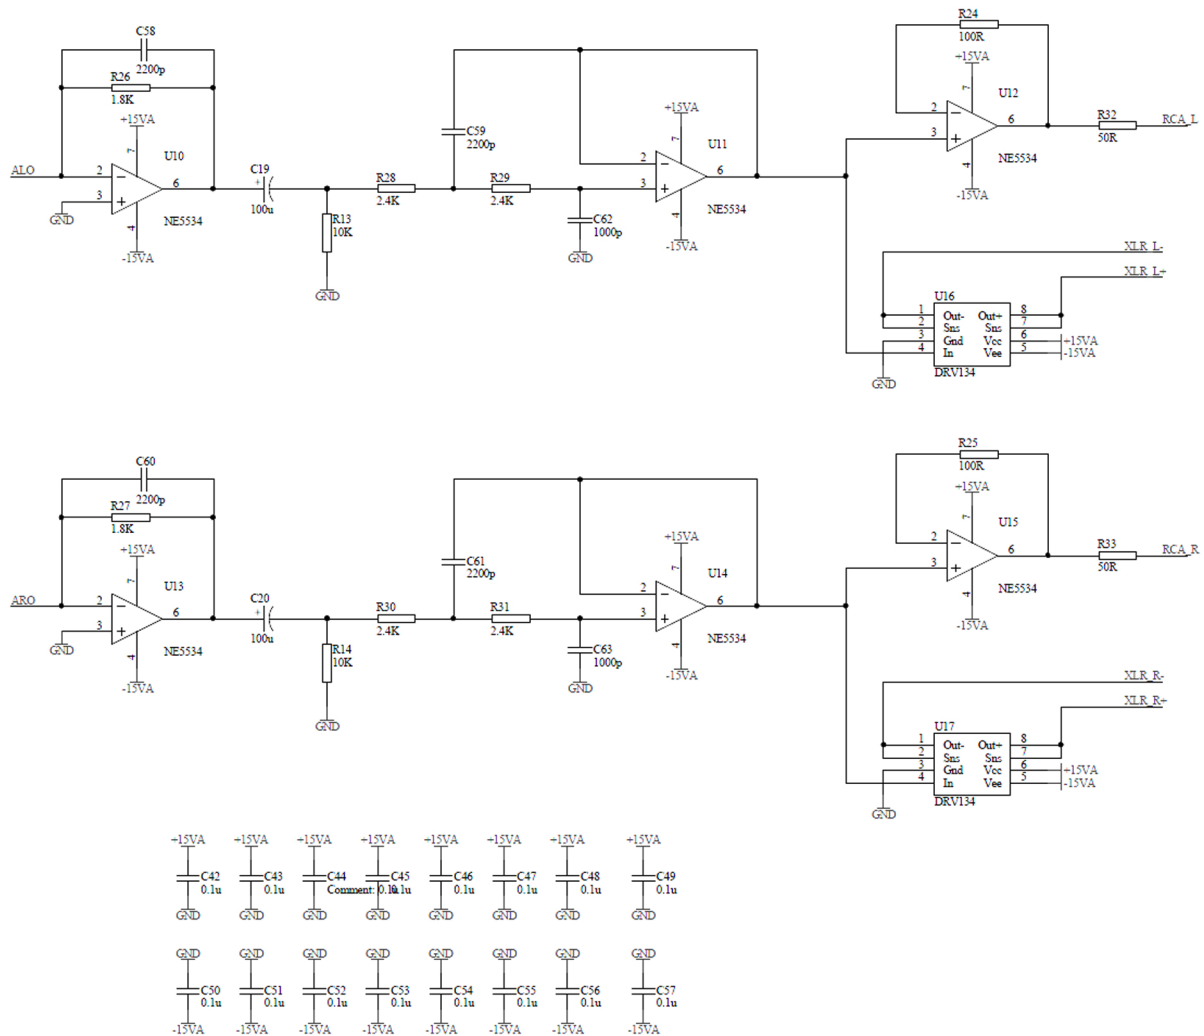 C58
2200p
R26
1.8K
+15VA
7
U10
ALO
2
3
6
GND
4
NE5534
-15VA
C19
+
100u
R13
10K
GND
R28
2.4K
C59
2200p
R29
2.4K
C62
1000p
GND
+15VA
7
U11
2
3
6
4
NE5534
-15VA
R24
100R
+15VA
7
U12
2
3
6
4
NE5534
-15VA
R32
50R
RCA_L
XLR_L-
XLR_L+
U16
1 Out- Out+ 8
2 Sns Sns 7
3 Gnd Vcc 6 +15VA
4 In Vee 5 -15VA
GND
DRV134
C60
2200p
R27
1.8K
+15VA
7
U13
ARO
2
3
6
GND
4
NE5534
-15VA
C20
+
100u
R14
10K
GND
R30
2.4K
C61
2200p
R31
2.4K
C63
1000p
GND
+15VA
7
U14
2
3
6
4
NE5534
-15VA
R25
100R
+15VA
7
U15
2
3
6
4
NE5534
-15VA
R33
50R
RCA_R
XLR_R-
XLR_R+
U17
1 Out- Out+ 8
2 Sns Sns 7
3 Gnd Vcc 6 +15VA
4 In Vee 5 -15VA
GND
DRV134
+15VA +15VA +15VA +15VA +15VA +15VA +15VA +15VA
C42 C43 C44 C45 C46 C47 C48 C49
0.1u 0.1u Comment: 0.1u 0.1u 0.1u 0.1u 0.1u 0.1u
GND GND GND GND GND GND GND GND
GND GND GND GND GND GND GND GND
C50 C51 C52 C53 C54 C55 C56 C57
0.1u 0.1u 0.1u 0.1u 0.1u 0.1u 0.1u 0.1u
-15VA -15VA -15VA -15VA -15VA -15VA -15VA -15VA